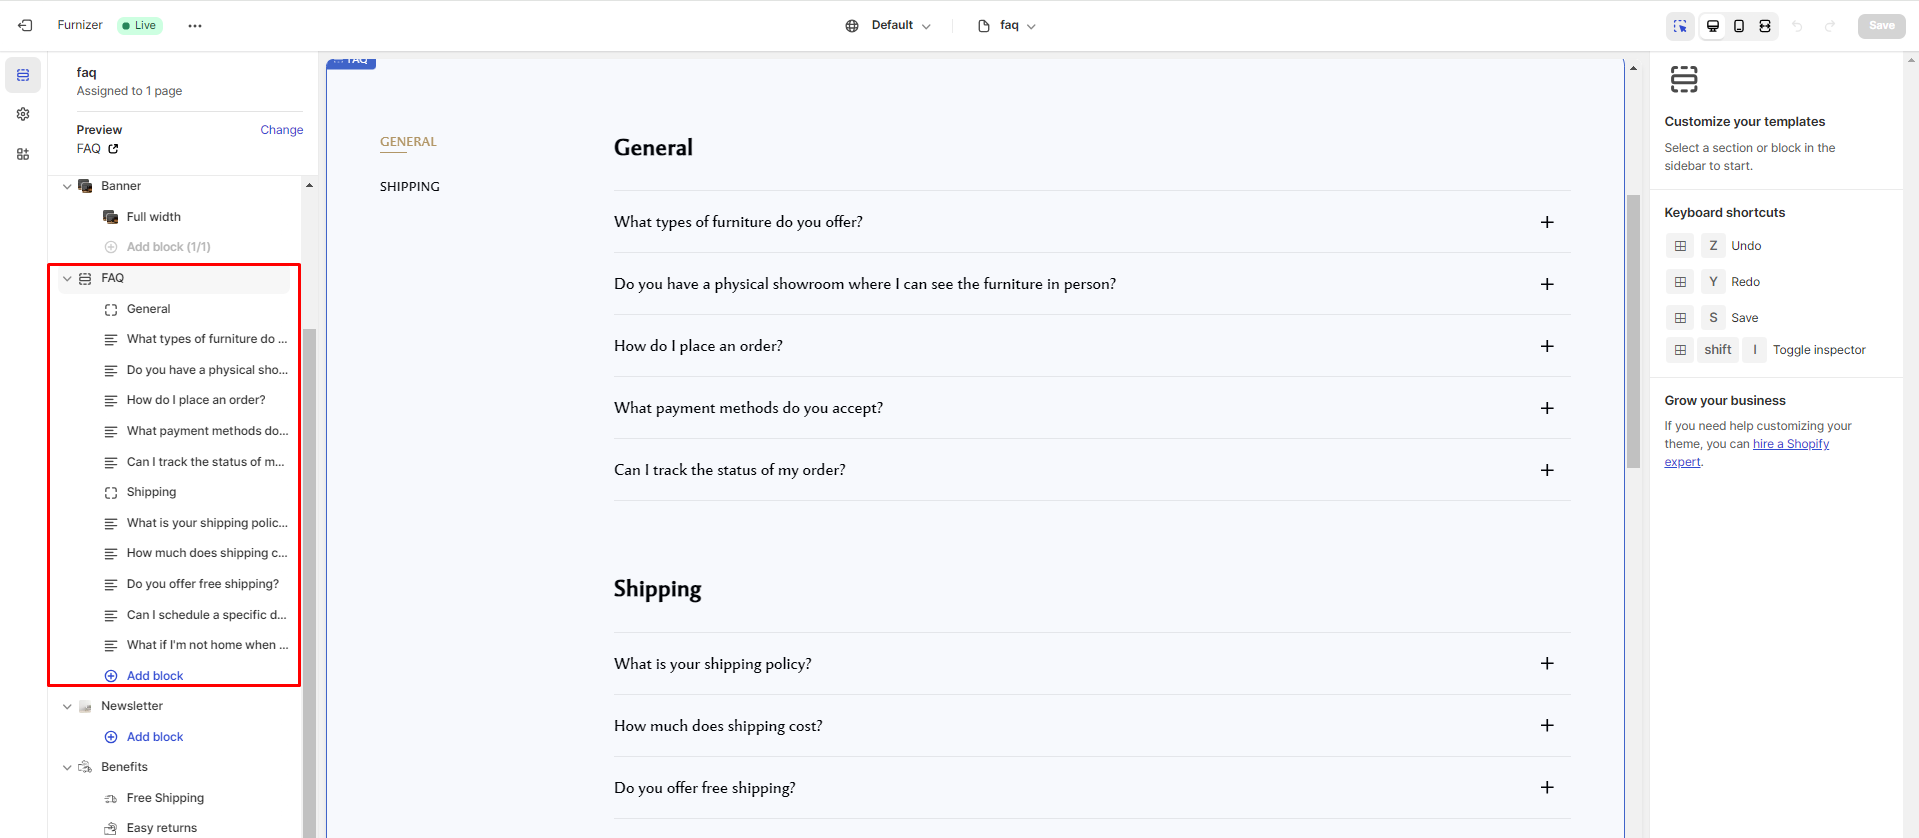 Furnizer
Live
Default
faq
Save
faq
Assigned to 1 page
Preview
Change
FAQ
Banner
Full width
Add block (1/1)
FAQ
General
What types of furniture do ...
Do you have a physical sho...
How do I place an order?
What payment methods do...
Can I track the status of m...
Shipping
What is your shipping polic...
How much does shipping c...
Do you offer free shipping?
Can I schedule a specific d...
What if I'm not home when ...
Add block
Newsletter
Add block
Benefits
Free Shipping
Easy returns
FAQ
GENERAL
SHIPPING
General
What types of furniture do you offer?
Do you have a physical showroom where I can see the furniture in person?
How do I place an order?
What payment methods do you accept?
Can I track the status of my order?
Shipping
What is your shipping policy?
How much does shipping cost?
Do you offer free shipping?
Customize your templates
Select a section or block in the
sidebar to start.
Keyboard shortcuts
Z Undo
Y Redo
S Save
shift I Toggle inspector
Grow your business
If you need help customizing your
theme, you can hire a Shopify
expert.